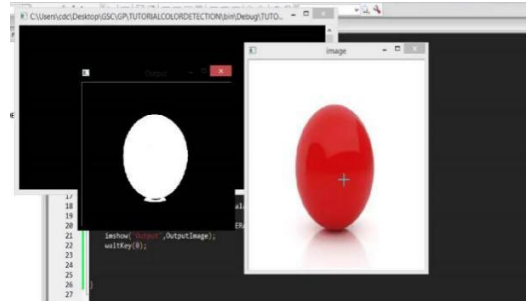 C:\Users\cdc\Desktop\GSC\GP\TUTORIALCOLORDETECTION\bin\Debug\TUTO...
Output
image
17
18
19
20
21 imshow("Output",OutputImage);
22 waitKey(0);
23
24
25
26 }
27